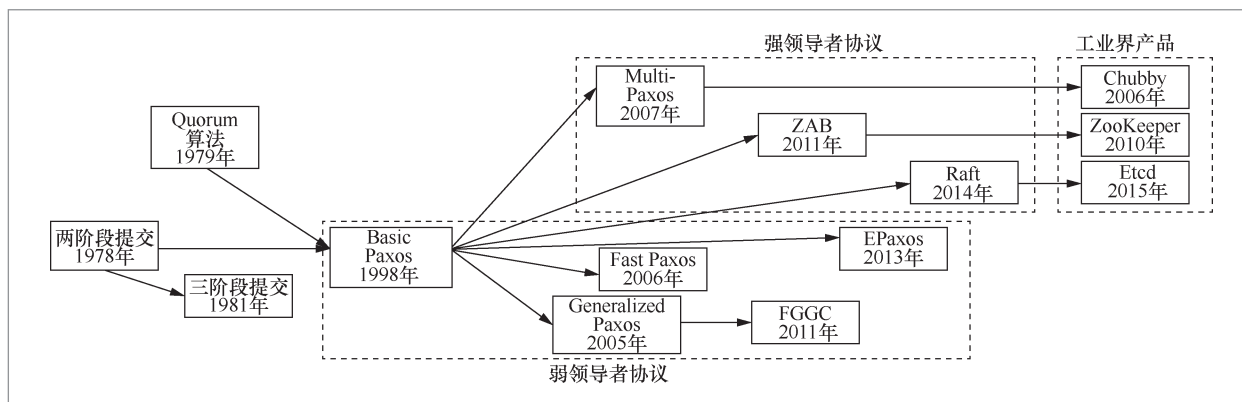 强领导者协议
工业界产品
Multi-
Paxos
2007年
Chubby
2006年
Quorum
算法
1979年
ZAB
2011年
ZooKeeper
2010年
Raft
2014年
Etcd
2015年
两阶段提交
1978年
Basic
Paxos
1998年
EPaxos
2013年
Fast Paxos
2006年
三阶段提交
1981年
Generalized
Paxos
2005年
FGGC
2011年
弱领导者协议